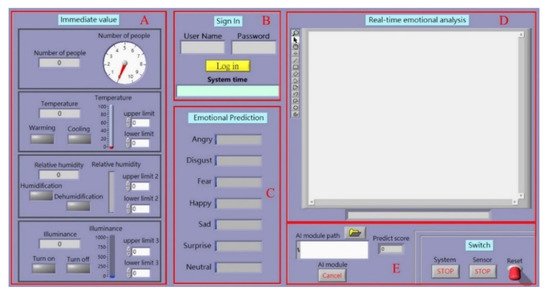 Immediate value
A
Number of people
Number of people
0
0 1 2 3 4 5 6 7 8 9 10
Temperature
Temperature
0
100
80
60
40
20
0
upper limit
0
lower limit
0
Warming
Cooling
Relative humidity
Relative humidity
0
upper limit 2
0
lower limit 2
0
Humidification
Dehumidification
Illuminance
Illuminance
0
1000
500
0
upper limit 3
0
lower limit 3
0
Turn on
Turn off
Sign In
B
User Name
Password
Log in
System time
Emotional Prediction
Angry
Disgust
Fear
Happy
Sad
Surprise
Neutral
C
Real-time emotional analysis
D
AI module path
Predict score
0
AI module
Cancel
E
Switch
System
Sensor
Reset
STOP
STOP